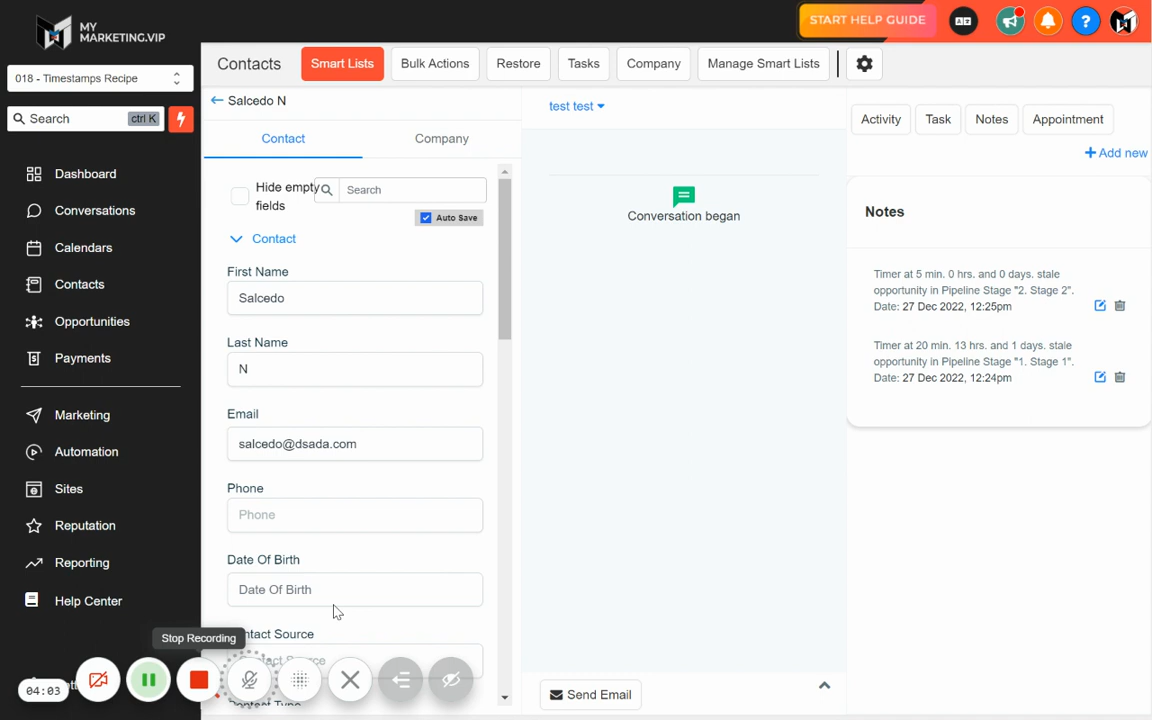 MY
MARKETING.VIP
START HELP GUIDE
018 - Timestamps Recipe
Search
ctrl K
Dashboard
Conversations
Calendars
Contacts
Opportunities
Payments
Marketing
Automation
Sites
Reputation
Reporting
Help Center
Contacts
Smart Lists
Bulk Actions
Restore
Tasks
Company
Manage Smart Lists
Salcedo N
Contact
Company
Hide empty
fields
Search
Auto Save
Contact
First Name
Salcedo
Last Name
N
Email
salcedo@dsada.com
Phone
Phone
Date Of Birth
Date Of Birth
Stop Recording
04:03
test test
Conversation began
Send Email
Activity
Task
Notes
Appointment
Add new
Notes
Timer at 5 min. 0 hrs. and 0 days. stale
opportunity in Pipeline Stage "2. Stage 2".
Date: 27 Dec 2022, 12:25pm
Timer at 20 min. 13 hrs. and 1 days. stale
opportunity in Pipeline Stage "1. Stage 1".
Date: 27 Dec 2022, 12:24pm